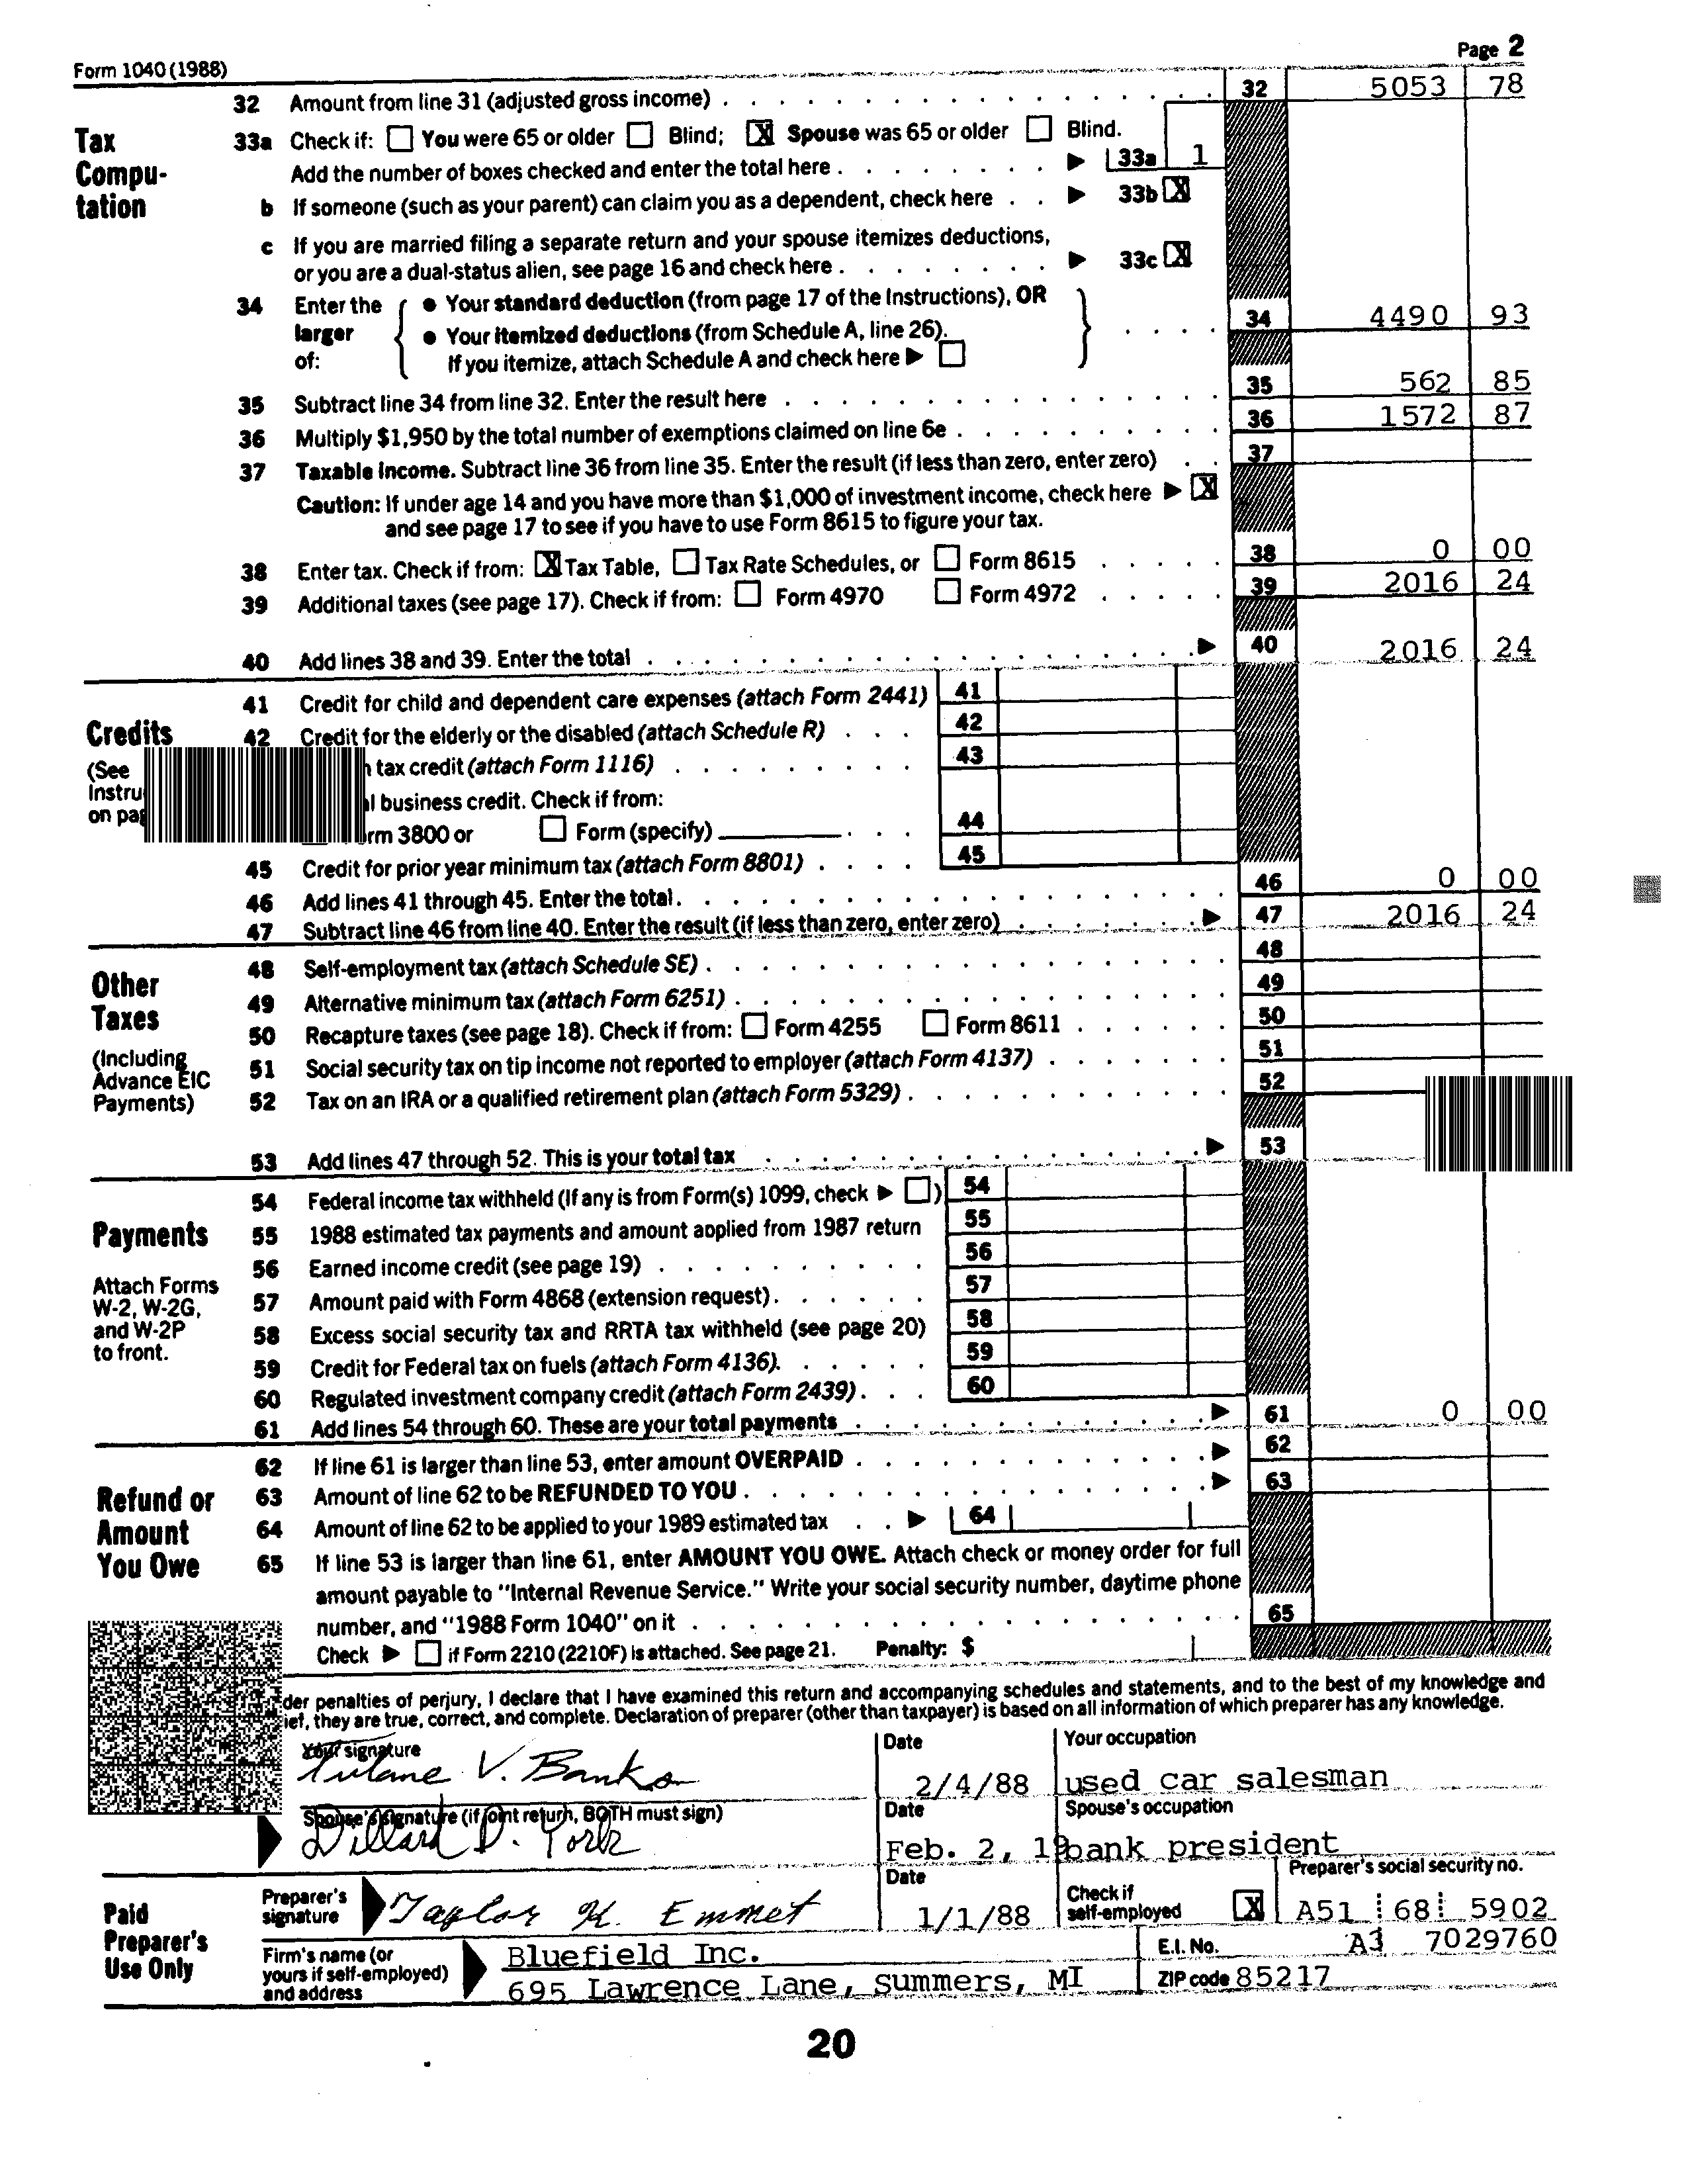 Form 1040 (1988) Page 2
32 Amount from line 31 (adjusted gross income) 32 5053 78
Tax Compu- tation
33a Check if: You were 65 or older Blind; X Spouse was 65 or older Blind.
Add the number of boxes checked and enter the total here 33a 1
b If someone (such as your parent) can claim you as a dependent, check here 33b X
c If you are married filing a separate return and your spouse itemizes deductions,
or you are a dual-status alien, see page 16 and check here 33c X
34 Enter the larger of: { • Your standard deduction (from page 17 of the Instructions), OR
• Your itemized deductions (from Schedule A, line 26). } 34 4490 93
If you itemize, attach Schedule A and check here
35 Subtract line 34 from line 32. Enter the result here 35 562 85
36 Multiply $1,950 by the total number of exemptions claimed on line 6e 36 1572 87
37 Taxable Income. Subtract line 36 from line 35. Enter the result (if less than zero, enter zero) 37
Caution: If under age 14 and you have more than $1,000 of investment income, check here X
and see page 17 to see if you have to use Form 8615 to figure your tax.
38 Enter tax. Check if from: X Tax Table, Tax Rate Schedules, or Form 8615 38 0 00
39 Additional taxes (see page 17). Check if from: Form 4970 Form 4972 39 2016 24
40 Add lines 38 and 39. Enter the total 40 2016 24
41 Credit for child and dependent care expenses (attach Form 2441) 41
Credits
42 Credit for the elderly or the disabled (attach Schedule R) 42
(See tax credit (attach Form 1116) 43
Instru l business credit. Check if from:
on pag rm 3800 or Form (specify) 44
45 Credit for prior year minimum tax (attach Form 8801) 45
46 Add lines 41 through 45. Enter the total. 46 0 00
47 Subtract line 46 from line 40. Enter the result (if less than zero, enter zero) 47 2016 24
Other Taxes
(Including Advance EIC Payments)
48 Self-employment tax (attach Schedule SE) 48
49 Alternative minimum tax (attach Form 6251) 49
50 Recapture taxes (see page 18). Check if from: Form 4255 Form 8611 50
51 Social security tax on tip income not reported to employer (attach Form 4137) 51
52 Tax on an IRA or a qualified retirement plan (attach Form 5329) 52
53 Add lines 47 through 52. This is your total tax 53
Payments
Attach Forms W-2, W-2G, and W-2P to front.
54 Federal income tax withheld (If any is from Form(s) 1099, check ) 54
55 1988 estimated tax payments and amount applied from 1987 return 55
56 Earned income credit (see page 19) 56
57 Amount paid with Form 4868 (extension request) 57
58 Excess social security tax and RRTA tax withheld (see page 20) 58
59 Credit for Federal tax on fuels (attach Form 4136). 59
60 Regulated investment company credit (attach Form 2439) 60
61 Add lines 54 through 60. These are your total payments 61 0 00
Refund or Amount You Owe
62 If line 61 is larger than line 53, enter amount OVERPAID 62
63 Amount of line 62 to be REFUNDED TO YOU 63
64 Amount of line 62 to be applied to your 1989 estimated tax 64
65 If line 53 is larger than line 61, enter AMOUNT YOU OWE. Attach check or money order for full
amount payable to "Internal Revenue Service." Write your social security number, daytime phone
number, and "1988 Form 1040" on it 65
Check if Form 2210 (2210F) is attached. See page 21. Penalty: $
der penalties of perjury, I declare that I have examined this return and accompanying schedules and statements, and to the best of my knowledge and
ief, they are true, correct, and complete. Declaration of preparer (other than taxpayer) is based on all information of which preparer has any knowledge.
Your signature Date Your occupation
Tulane V. Banks 2/4/88 used car salesman
Spouse's signature (if joint return, BOTH must sign) Date Spouse's occupation
Dillard D. York Feb. 2, 19 bank president
Paid Preparer's Use Only
Preparer's signature Date Check if self-employed X Preparer's social security no.
Taylor H. Emmet 1/1/88 A51 68 5902
Firm's name (or yours if self-employed) and address
Bluefield Inc. E.I. No. A3 7029760
695 Lawrence Lane, summers, MI ZIP code 85217
20